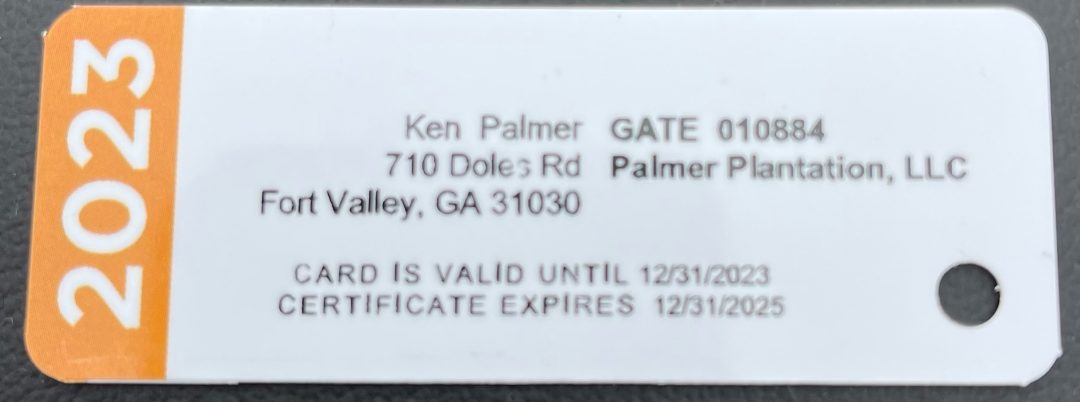 2023
Ken Palmer GATE 010884
710 Doles Rd Palmer Plantation, LLC
Fort Valley, GA 31030
CARD IS VALID UNTIL 12/31/2023
CERTIFICATE EXPIRES 12/31/2025